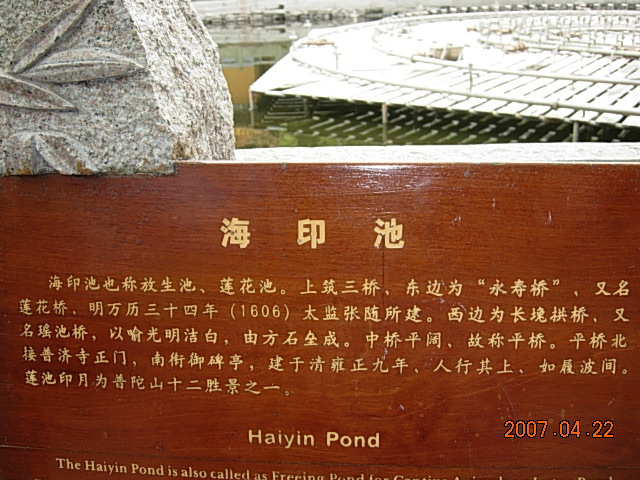 海印池
海印池也称放生池、莲花池。上筑三桥，东边为“永寿桥”，又名
莲花桥，明万历三十四年（1606）太监张随所建。西边为长堍拱桥，又
名瑶池桥，以喻光明洁白，由方石垒成。中桥平阔，故称平桥。平桥北
接普济寺正门，南衔御碑亭，建于清雍正九年、人行其上、如履波间。
莲池印月为普陀山十二胜景之一。
Haiyin Pond
2007.04.22
The Haiyin Pond is also called as Freeing Pond for Captive Animals